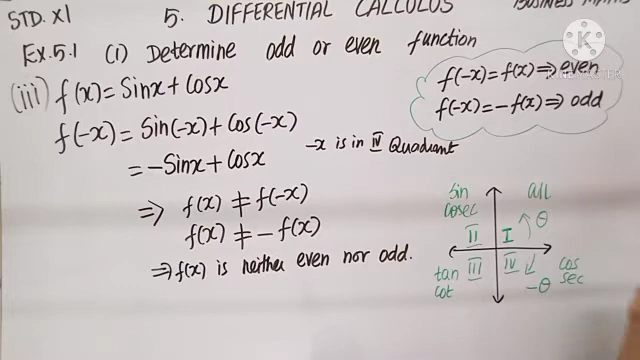 STD. XI 5. DIFFERENTIAL CALCULUS BUSINESS MATHS
Ex.5.1 (1) Determine odd or even function
(iii) f(x) = Sinx + Cosx
f(-x) = Sin(-x) + Cos(-x)
= -Sinx + Cosx
-x is in IV Quadrant
⇒ f(x) ≠ f(-x)
f(x) ≠ - f(x)
⇒ f(x) is neither even nor odd.
f(-x) = f(x) ⇒ even
f(-x) = - f(x) ⇒ odd
sin
cosec
all
II
I
θ
III
IV
tan
cot
-θ
cos
sec
K